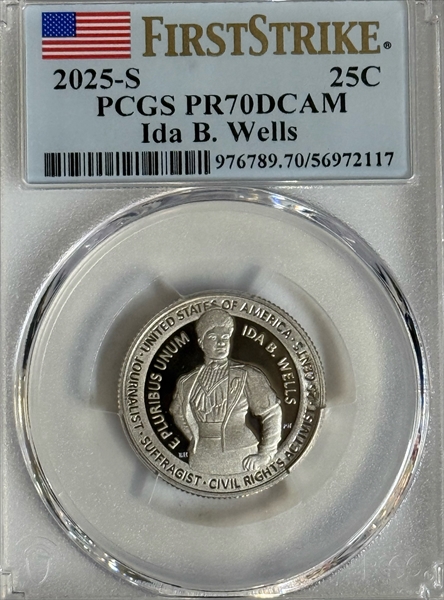 FIRSTSTRIKE®
2025-S 25C
PCGS PR70DCAM
Ida B. Wells
976789.70/56972117
·UNITED STATES OF AMERICA·
E PLURIBUS UNUM
IDA B. WELLS
JOURNALIST · SUFFRAGIST · CIVIL RIGHTS ACTIVIST